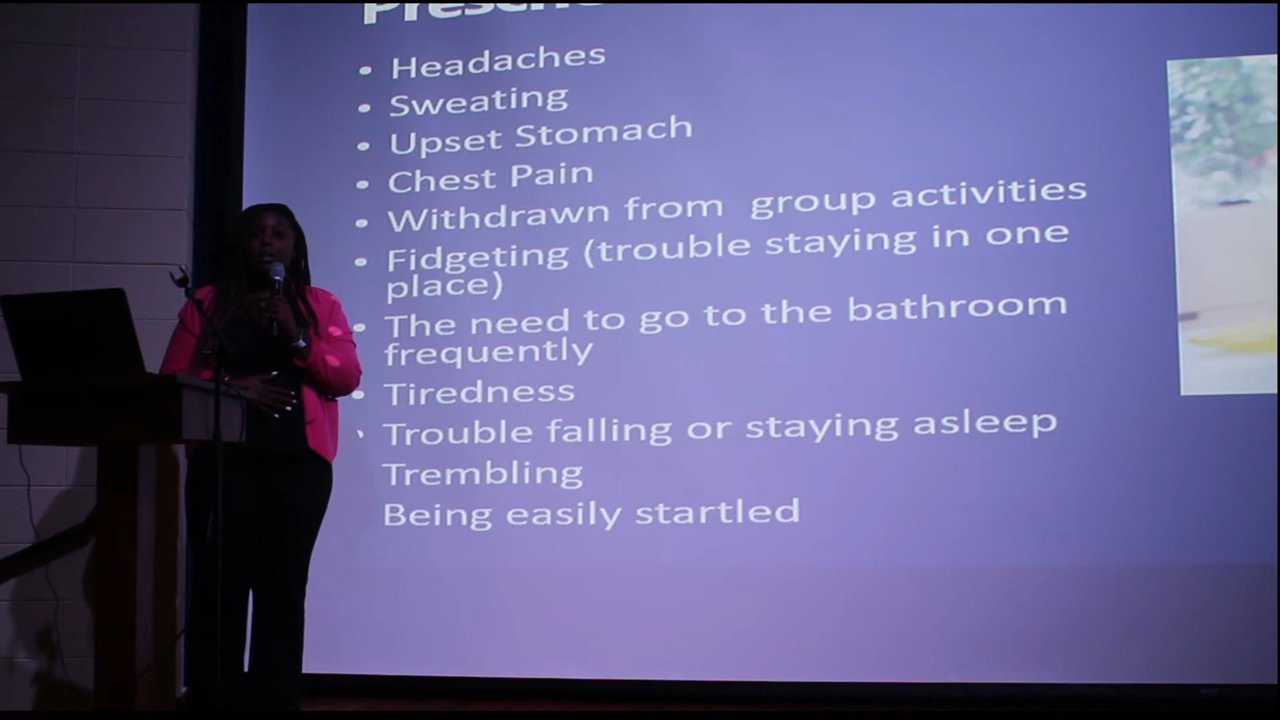 • Headaches
• Sweating
• Upset Stomach
• Chest Pain
• Withdrawn from group activities
• Fidgeting (trouble staying in one
place)
• The need to go to the bathroom
frequently
• Tiredness
• Trouble falling or staying asleep
Trembling
Being easily startled